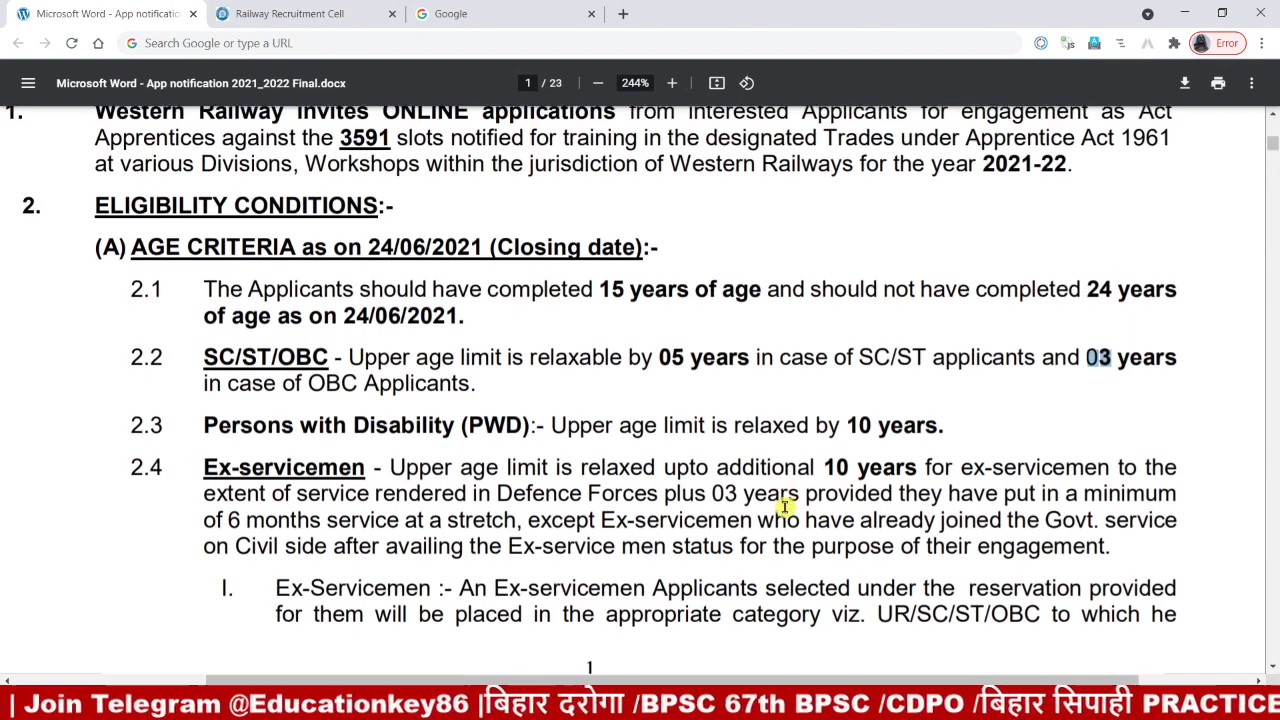 Microsoft Word - App notificatio
Railway Recruitment Cell
Google
Search Google or type a URL
Error
Microsoft Word - App notification 2021_2022 Final.docx
1 / 23
244%
1. Western Railway invites ONLINE applications from Interested Applicants for engagement as Act
Apprentices against the 3591 slots notified for training in the designated Trades under Apprentice Act 1961
at various Divisions, Workshops within the jurisdiction of Western Railways for the year 2021-22.
2. ELIGIBILITY CONDITIONS:-
(A) AGE CRITERIA as on 24/06/2021 (Closing date):-
2.1 The Applicants should have completed 15 years of age and should not have completed 24 years
of age as on 24/06/2021.
2.2 SC/ST/OBC - Upper age limit is relaxable by 05 years in case of SC/ST applicants and 03 years
in case of OBC Applicants.
2.3 Persons with Disability (PWD):- Upper age limit is relaxed by 10 years.
2.4 Ex-servicemen - Upper age limit is relaxed upto additional 10 years for ex-servicemen to the
extent of service rendered in Defence Forces plus 03 years provided they have put in a minimum
of 6 months service at a stretch, except Ex-servicemen who have already joined the Govt. service
on Civil side after availing the Ex-service men status for the purpose of their engagement.
I. Ex-Servicemen :- An Ex-servicemen Applicants selected under the reservation provided
for them will be placed in the appropriate category viz. UR/SC/ST/OBC to which he
1
| Join Telegram @Educationkey86 |बिहार दरोगा /BPSC 67th BPSC /CDPO /बिहार सिपाही PRACTICE